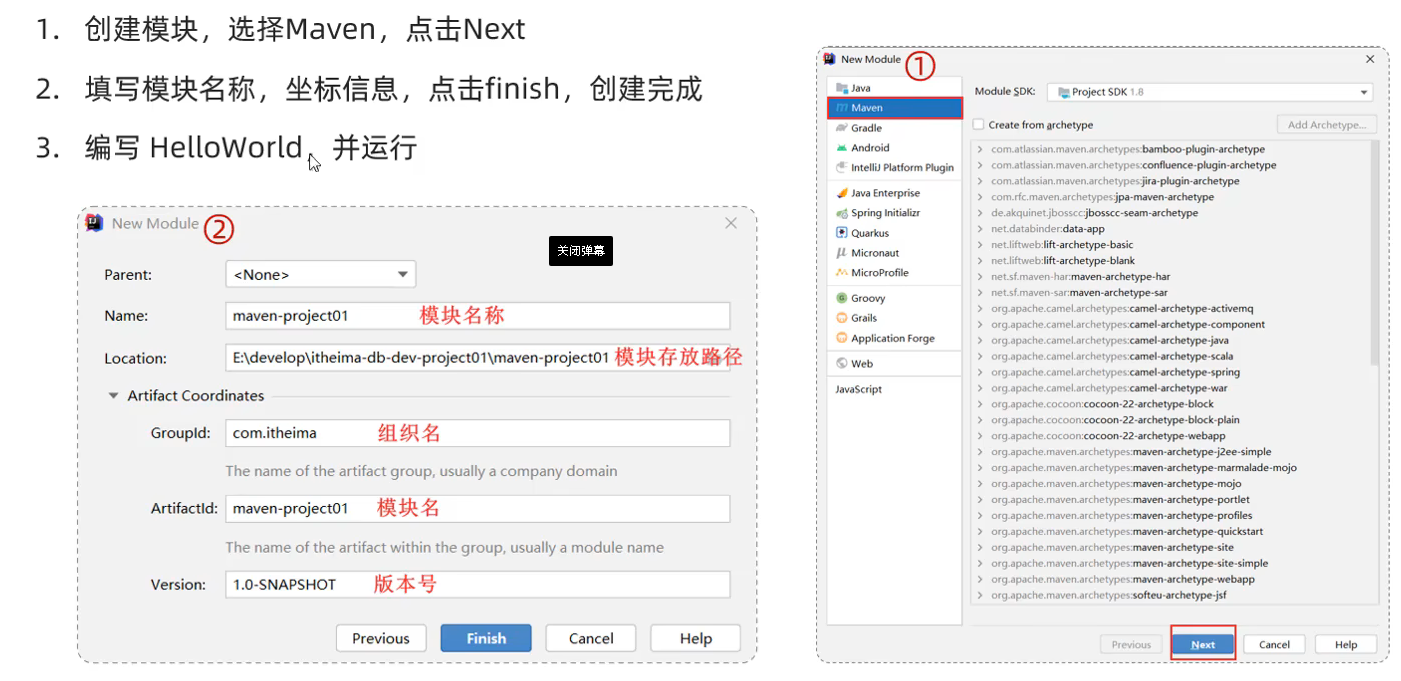 1. 创建模块，选择Maven，点击Next
2. 填写模块名称，坐标信息，点击finish，创建完成
3. 编写 HelloWorld，并运行
New Module ②
关闭弹幕
Parent: <None>
Name: maven-project01 模块名称
Location: E:\develop\itheima-db-dev-project01\maven-project01 模块存放路径
Artifact Coordinates
GroupId: com.itheima 组织名
The name of the artifact group, usually a company domain
ArtifactId: maven-project01 模块名
The name of the artifact within the group, usually a module name
Version: 1.0-SNAPSHOT 版本号
Previous Finish Cancel Help
New Module ①
Java
Maven
Gradle
Android
IntelliJ Platform Plugin
Java Enterprise
Spring Initializr
Quarkus
Micronaut
MicroProfile
Groovy
Grails
Application Forge
Web
JavaScript
Module SDK: Project SDK 1.8
Create from archetype Add Archetype...
com.atlassian.maven.archetypes:bamboo-plugin-archetype
com.atlassian.maven.archetypes:confluence-plugin-archetype
com.atlassian.maven.archetypes:jira-plugin-archetype
com.rfc.maven.archetypes:jpa-maven-archetype
de.akquinet.jbosscc:jbosscc-seam-archetype
net.databinder:data-app
net.liftweb:lift-archetype-basic
net.liftweb:lift-archetype-blank
net.sf.maven-har:maven-archetype-har
net.sf.maven-sar:maven-archetype-sar
org.apache.camel.archetypes:camel-archetype-activemq
org.apache.camel.archetypes:camel-archetype-component
org.apache.camel.archetypes:camel-archetype-java
org.apache.camel.archetypes:camel-archetype-scala
org.apache.camel.archetypes:camel-archetype-spring
org.apache.camel.archetypes:camel-archetype-war
org.apache.cocoon:cocoon-22-archetype-block
org.apache.cocoon:cocoon-22-archetype-block-plain
org.apache.cocoon:cocoon-22-archetype-webapp
org.apache.maven.archetypes:maven-archetype-j2ee-simple
org.apache.maven.archetypes:maven-archetype-marmalade-mojo
org.apache.maven.archetypes:maven-archetype-mojo
org.apache.maven.archetypes:maven-archetype-portlet
org.apache.maven.archetypes:maven-archetype-profiles
org.apache.maven.archetypes:maven-archetype-quickstart
org.apache.maven.archetypes:maven-archetype-site
org.apache.maven.archetypes:maven-archetype-site-simple
org.apache.maven.archetypes:maven-archetype-webapp
org.apache.maven.archetypes:softeu-archetype-jsf
Previous Next Cancel Help